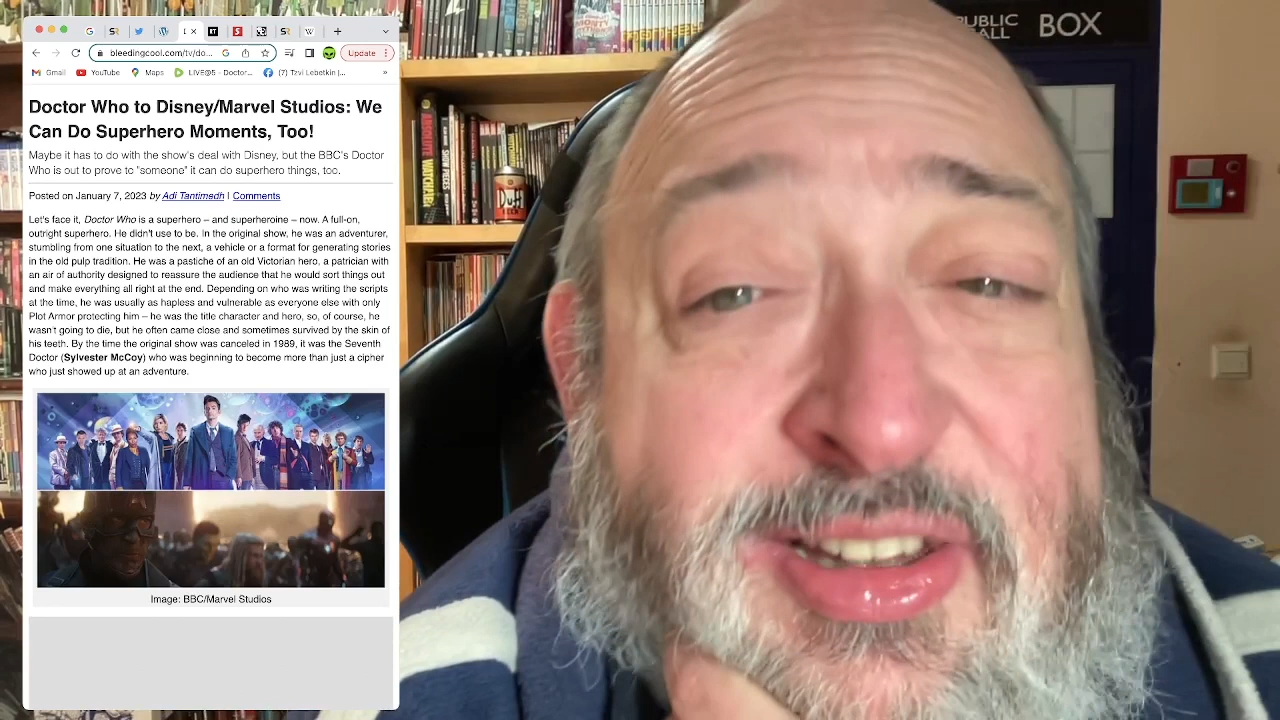 bleedingcool.com/tv/do...
Update
Gmail
YouTube
Maps
LIVE@5 - Doctor...
(7) Tzvi Lebetkin |...
»
Doctor Who to Disney/Marvel Studios: We
Can Do Superhero Moments, Too!
Maybe it has to do with the show's deal with Disney, but the BBC's Doctor
Who is out to prove to "someone" it can do superhero things, too.
Posted on January 7, 2023 by Adi Tantimedh | Comments
Let's face it, Doctor Who is a superhero – and superheroine – now. A full-on,
outright superhero. He didn't use to be. In the original show, he was an adventurer,
stumbling from one situation to the next, a vehicle or a format for generating stories
in the old pulp tradition. He was a pastiche of an old Victorian hero, a patrician with
an air of authority designed to reassure the audience that he would sort things out
and make everything all right at the end. Depending on who was writing the scripts
at the time, he was usually as hapless and vulnerable as everyone else with only
Plot Armor protecting him – he was the title character and hero, so, of course, he
wasn't going to die, but he often came close and sometimes survived by the skin of
his teeth. By the time the original show was canceled in 1989, it was the Seventh
Doctor (Sylvester McCoy) who was beginning to become more than just a cipher
who just showed up at an adventure.
Image: BBC/Marvel Studios
PUBLIC
CALL
BOX
ABSOLUTE WATCHMEN
Duff